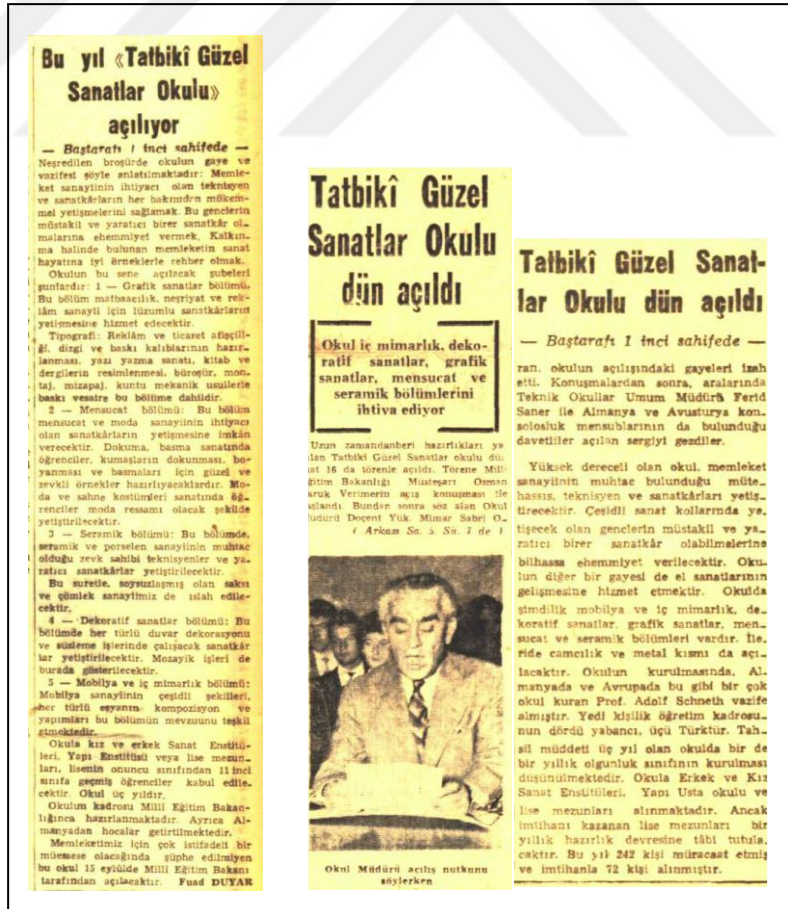 Bu yıl «Tatbikî Güzel
Sanatlar Okulu»
açılıyor
— Baştarafı 1 inci sahifede —
Neşredilen broşürde okulun gaye ve
vazifesi şöyle anlatılmaktadır: Memle-
ket sanayiinin ihtiyacı olan teknisyen
ve sanatkârların her bakımdan mükem-
mel yetişmelerini sağlamak. Bu gençlerin
müstakil ve yaratıcı birer sanatkâr ol-
malarına ehemmiyet vermek. Kalkın-
ma halinde bulunan memleketin sanat
hayatına iyi örneklerle rehber olmak.
Okulun bu sene açılacak şubeleri
şunlardır: 1 — Grafik sanatlar bölümü.
Bu bölüm matbaacılık, neşriyat ve rek-
lâm sanayii için lüzumlu sanatkârların
yetişmesine hizmet edecektir.
Tipografi: Reklâm ve ticaret afişçili-
ği, dizgi ve baskı kalıblarının hazır-
lanması, yazı yazma sanatı, kitab ve
dergilerin resimlenmesi, büroşür, mon-
taj, mizapaj, kuntu mekanik usullerle
baskı vesaire bu bölüme dahildir.
2 — Mensucat bölümü: Bu bölüm
mensucat ve moda sanayiinin ihtiyacı
olan sanatkârların yetişmesine imkân
verecektir. Dokuma, basma sanatında
öğrenciler, kumaşların dokunması, bo-
yanması ve basmaları için güzel ve
zevkli örnekler hazırlıyacaklardır. Mo-
da ve sahne kostümleri sanatında öğ-
renciler moda ressamı olacak şekilde
yetiştirilecektir.
3 — Seramik bölümü: Bu bölümde,
seramik ve porselen sanayiinin muhtac
olduğu zevk sahibi teknisyenler ve ya-
ratıcı sanatkârlar yetiştirilecektir.
Bu suretle, soysuzlaşmış olan saksı
ve çömlek sanayiimiz de ıslah edile-
cektir.
4 — Dekoratif sanatlar bölümü: Bu
bölümde her türlü duvar dekorasyonu
ve süsleme işlerinde çalışacak sanatkâr
lar yetiştirilecektir. Mozayik işleri de
burada gösterilecektir.
5 — Mobilya ve iç mimarlık bölümü:
Mobilya sanayiinin çeşidli şekilleri,
her türlü eşyanın kompozisyon ve
yapımları bu bölümün mevzuunu teşkil
etmektedir.
Okula kız ve erkek Sanat Enstitü-
leri, Yapı Enstitüsü veya lise mezun-
ları, lisenin onuncu sınıfından 11 inci
sınıfa geçmiş öğrenciler kabul edile-
cektir. Okul üç yıldır.
Okulun kadrosu Milli Eğitim Bakan-
lığınca hazırlanmaktadır. Ayrıca Al-
manyadan hocalar getirtilmektedir.
Memleketimiz için çok istifadeli bir
müessese olacağında şüphe edilmiyen
bu okul 15 eylülde Milli Eğitim Bakanı
tarafından açılacaktır. Fuad DUYAR
Tatbikî Güzel
Sanatlar Okulu
dün açıldı
Okul iç mimarlık, deko-
ratif sanatlar, grafik
sanatlar, mensucat ve
seramik bölümlerini
ihtiva ediyor
Uzun zamandanberi hazırlıkları ya
ılan Tatbikî Güzel Sanatlar okulu dü.
at 16 da törenle açıldı. Törene Mill
ğitim Bakanlığı Müsteşarı Osman
aruk Verimerin açış konuşması ile
aşlandı. Bundan sonra söz alan Okul
üdürü Doçent Yük. Mimar Sabri O-
( Arkası Sa. 5. Sü. 1 de )
Okul Müdürü açılış nutkunu
söylerken
Tatbikî Güzel Sanat-
lar Okulu dün açıldı
— Baştarafı 1 inci sahifede —
ran, okulun açılışındaki gayeleri izah
etti. Konuşmalardan sonra, aralarında
Teknik Okullar Umum Müdürü Ferid
Saner ile Almanya ve Avusturya kon-
solosluk mensublarının da bulunduğu
davetliler açılan sergiyi gezdiler.
Yüksek dereceli olan okul, memleket
sanayiinin muhtac bulunduğu müte-
hassıs, teknisyen ve sanatkârları yetiş-
tirecektir. Çeşidli sanat kollarında ye-
tişecek olan gençlerin müstakil ve ya-
ratıcı birer sanatkâr olabilmelerine
bilhassa ehemmiyet verilecektir. Oku-
lun diğer bir gayesi de el sanatlarının
gelişmesine hizmet etmektir. Okulda
şimdilik mobilya ve iç mimarlık, de-
koratif sanatlar, grafik sanatlar, men-
sucat ve seramik bölümleri vardır. İle-
ride camcılık ve metal kısmı da açı-
lacaktır. Okulun kurulmasında, Al-
manyada ve Avrupada bu gibi bir çok
okul kuran Prof. Adolf Schneth vazife
almıştır. Yedi kişilik öğretim kadrosu-
nun dördü yabancı, üçü Türktür. Tah-
sil müddeti üç yıl olan okulda bir de
bir yıllık olgunluk sınıfının kurulması
düşünülmektedir. Okula Erkek ve Kız
Sanat Enstitüleri, Yapı Usta okulu ve
lise mezunları alınmaktadır. Ancak
imtihanı kazanan lise mezunları bir
yıllık hazırlık devresine tâbi tutula-
caktır. Bu yıl 242 kişi müracaat etmiş
ve imtihanla 72 kişi alınmıştır.